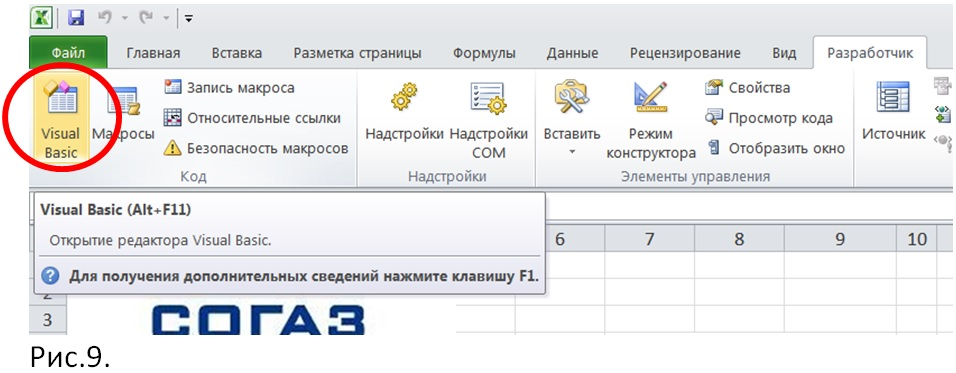 Файл Главная Вставка Разметка страницы Формулы Данные Рецензирование Вид Разработчик
Visual Basic
Макросы
Запись макроса
Относительные ссылки
Безопасность макросов
Код
Надстройки
Надстройки COM
Надстройки
Вставить
Режим конструктора
Свойства
Просмотр кода
Отобразить окно
Элементы управления
Источник
Visual Basic (Alt+F11)
Открытие редактора Visual Basic.
Для получения дополнительных сведений нажмите клавишу F1.
6 7 8 9 10
2
3
СОГАЗ
Рис.9.